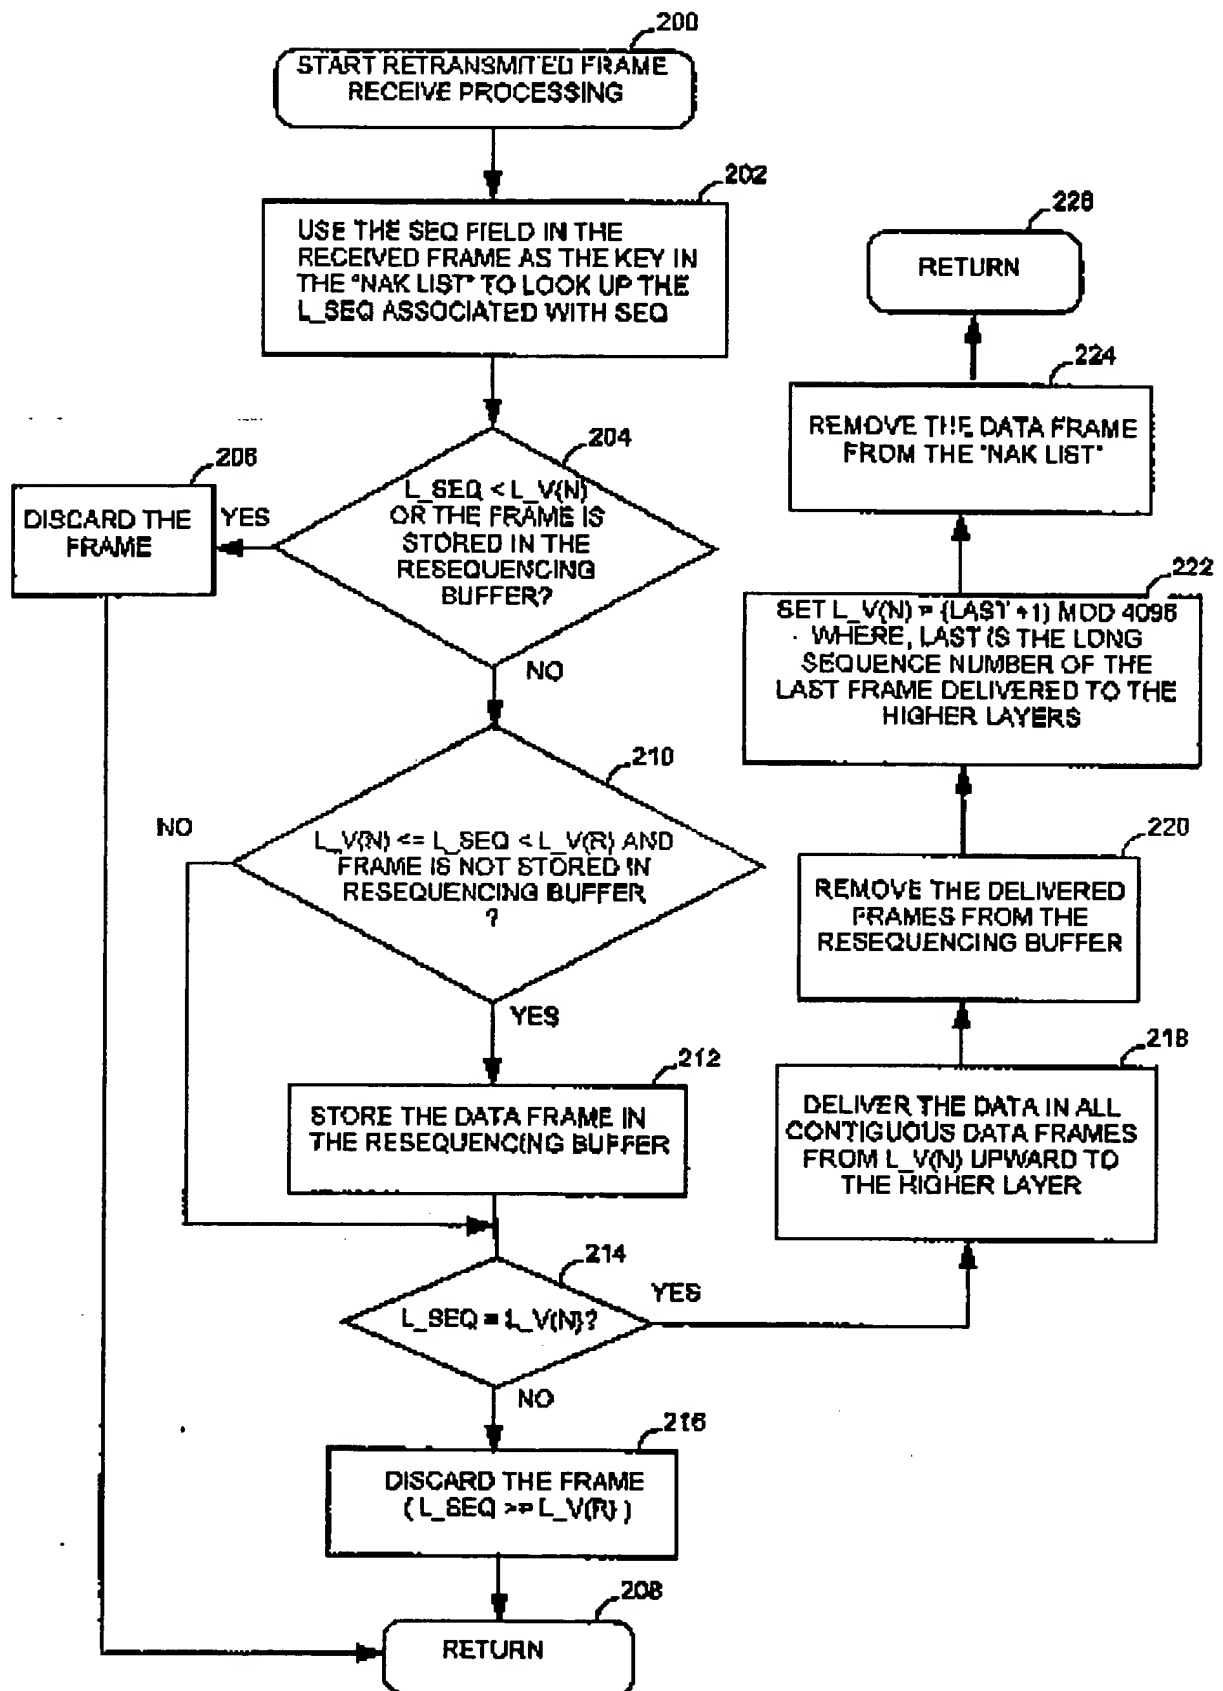 200
START RETRANSMITED FRAME
RECEIVE PROCESSING
202
USE THE SEQ FIELD IN THE
RECEIVED FRAME AS THE KEY IN
THE "NAK LIST" TO LOOK UP THE
L_SEQ ASSOCIATED WITH SEQ
204
L_SEQ < L_V(N)
OR THE FRAME IS
STORED IN THE
RESEQUENCING
BUFFER?
YES
206
DISCARD THE
FRAME
NO
210
L_V(N) <= L_SEQ < L_V(R) AND
FRAME IS NOT STORED IN
RESEQUENCING BUFFER
?
NO
YES
212
STORE THE DATA FRAME IN
THE RESEQUENCING BUFFER
214
L_SEQ = L_V(N)?
YES
NO
216
DISCARD THE FRAME
( L_SEQ >= L_V(R) )
208
RETURN
218
DELIVER THE DATA IN ALL
CONTIGUOUS DATA FRAMES
FROM L_V(N) UPWARD TO
THE HIGHER LAYER
220
REMOVE THE DELIVERED
FRAMES FROM THE
RESEQUENCING BUFFER
222
SET L_V(N) = (LAST +1) MOD 4096
WHERE, LAST IS THE LONG
SEQUENCE NUMBER OF THE
LAST FRAME DELIVERED TO THE
HIGHER LAYERS
224
REMOVE THE DATA FRAME
FROM THE "NAK LIST"
226
RETURN